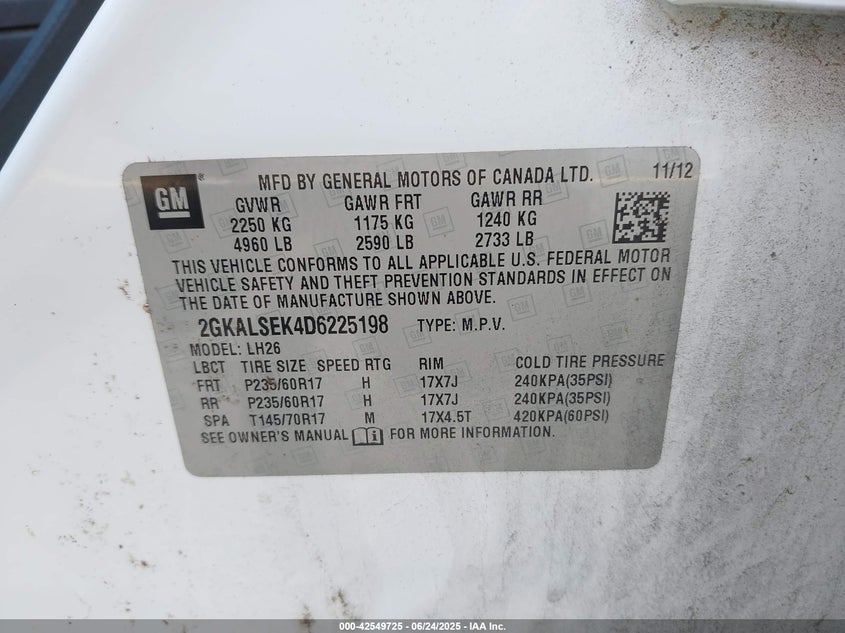 GM ® MFD BY GENERAL MOTORS OF CANADA LTD. 11/12
GVWR GAWR FRT GAWR RR
2250 KG 1175 KG 1240 KG
4960 LB 2590 LB 2733 LB
THIS VEHICLE CONFORMS TO ALL APPLICABLE U.S. FEDERAL MOTOR
VEHICLE SAFETY AND THEFT PREVENTION STANDARDS IN EFFECT ON
THE DATE OF MANUFACTURE SHOWN ABOVE.
2GKALSEK4D6225198 TYPE: M.P.V.
MODEL: LH26
LBCT TIRE SIZE SPEED RTG RIM COLD TIRE PRESSURE
FRT P235/60R17 H 17X7J 240KPA(35PSI)
RR P235/60R17 H 17X7J 240KPA(35PSI)
SPA T145/70R17 M 17X4.5T 420KPA(60PSI)
SEE OWNER'S MANUAL i FOR MORE INFORMATION.
000-42549725 - 06/24/2025 - IAA Inc.